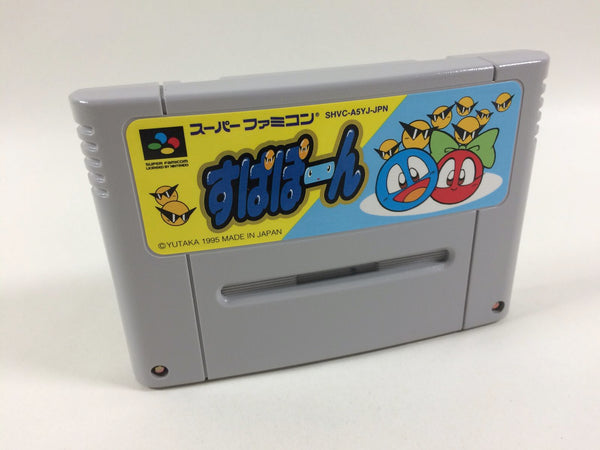 スーパーファミコン®
SHVC-A5YJ-JPN
SUPER FAMICOM
LICENSED BY NINTENDO
すぱぽーん
©YUTAKA 1995 MADE IN JAPAN